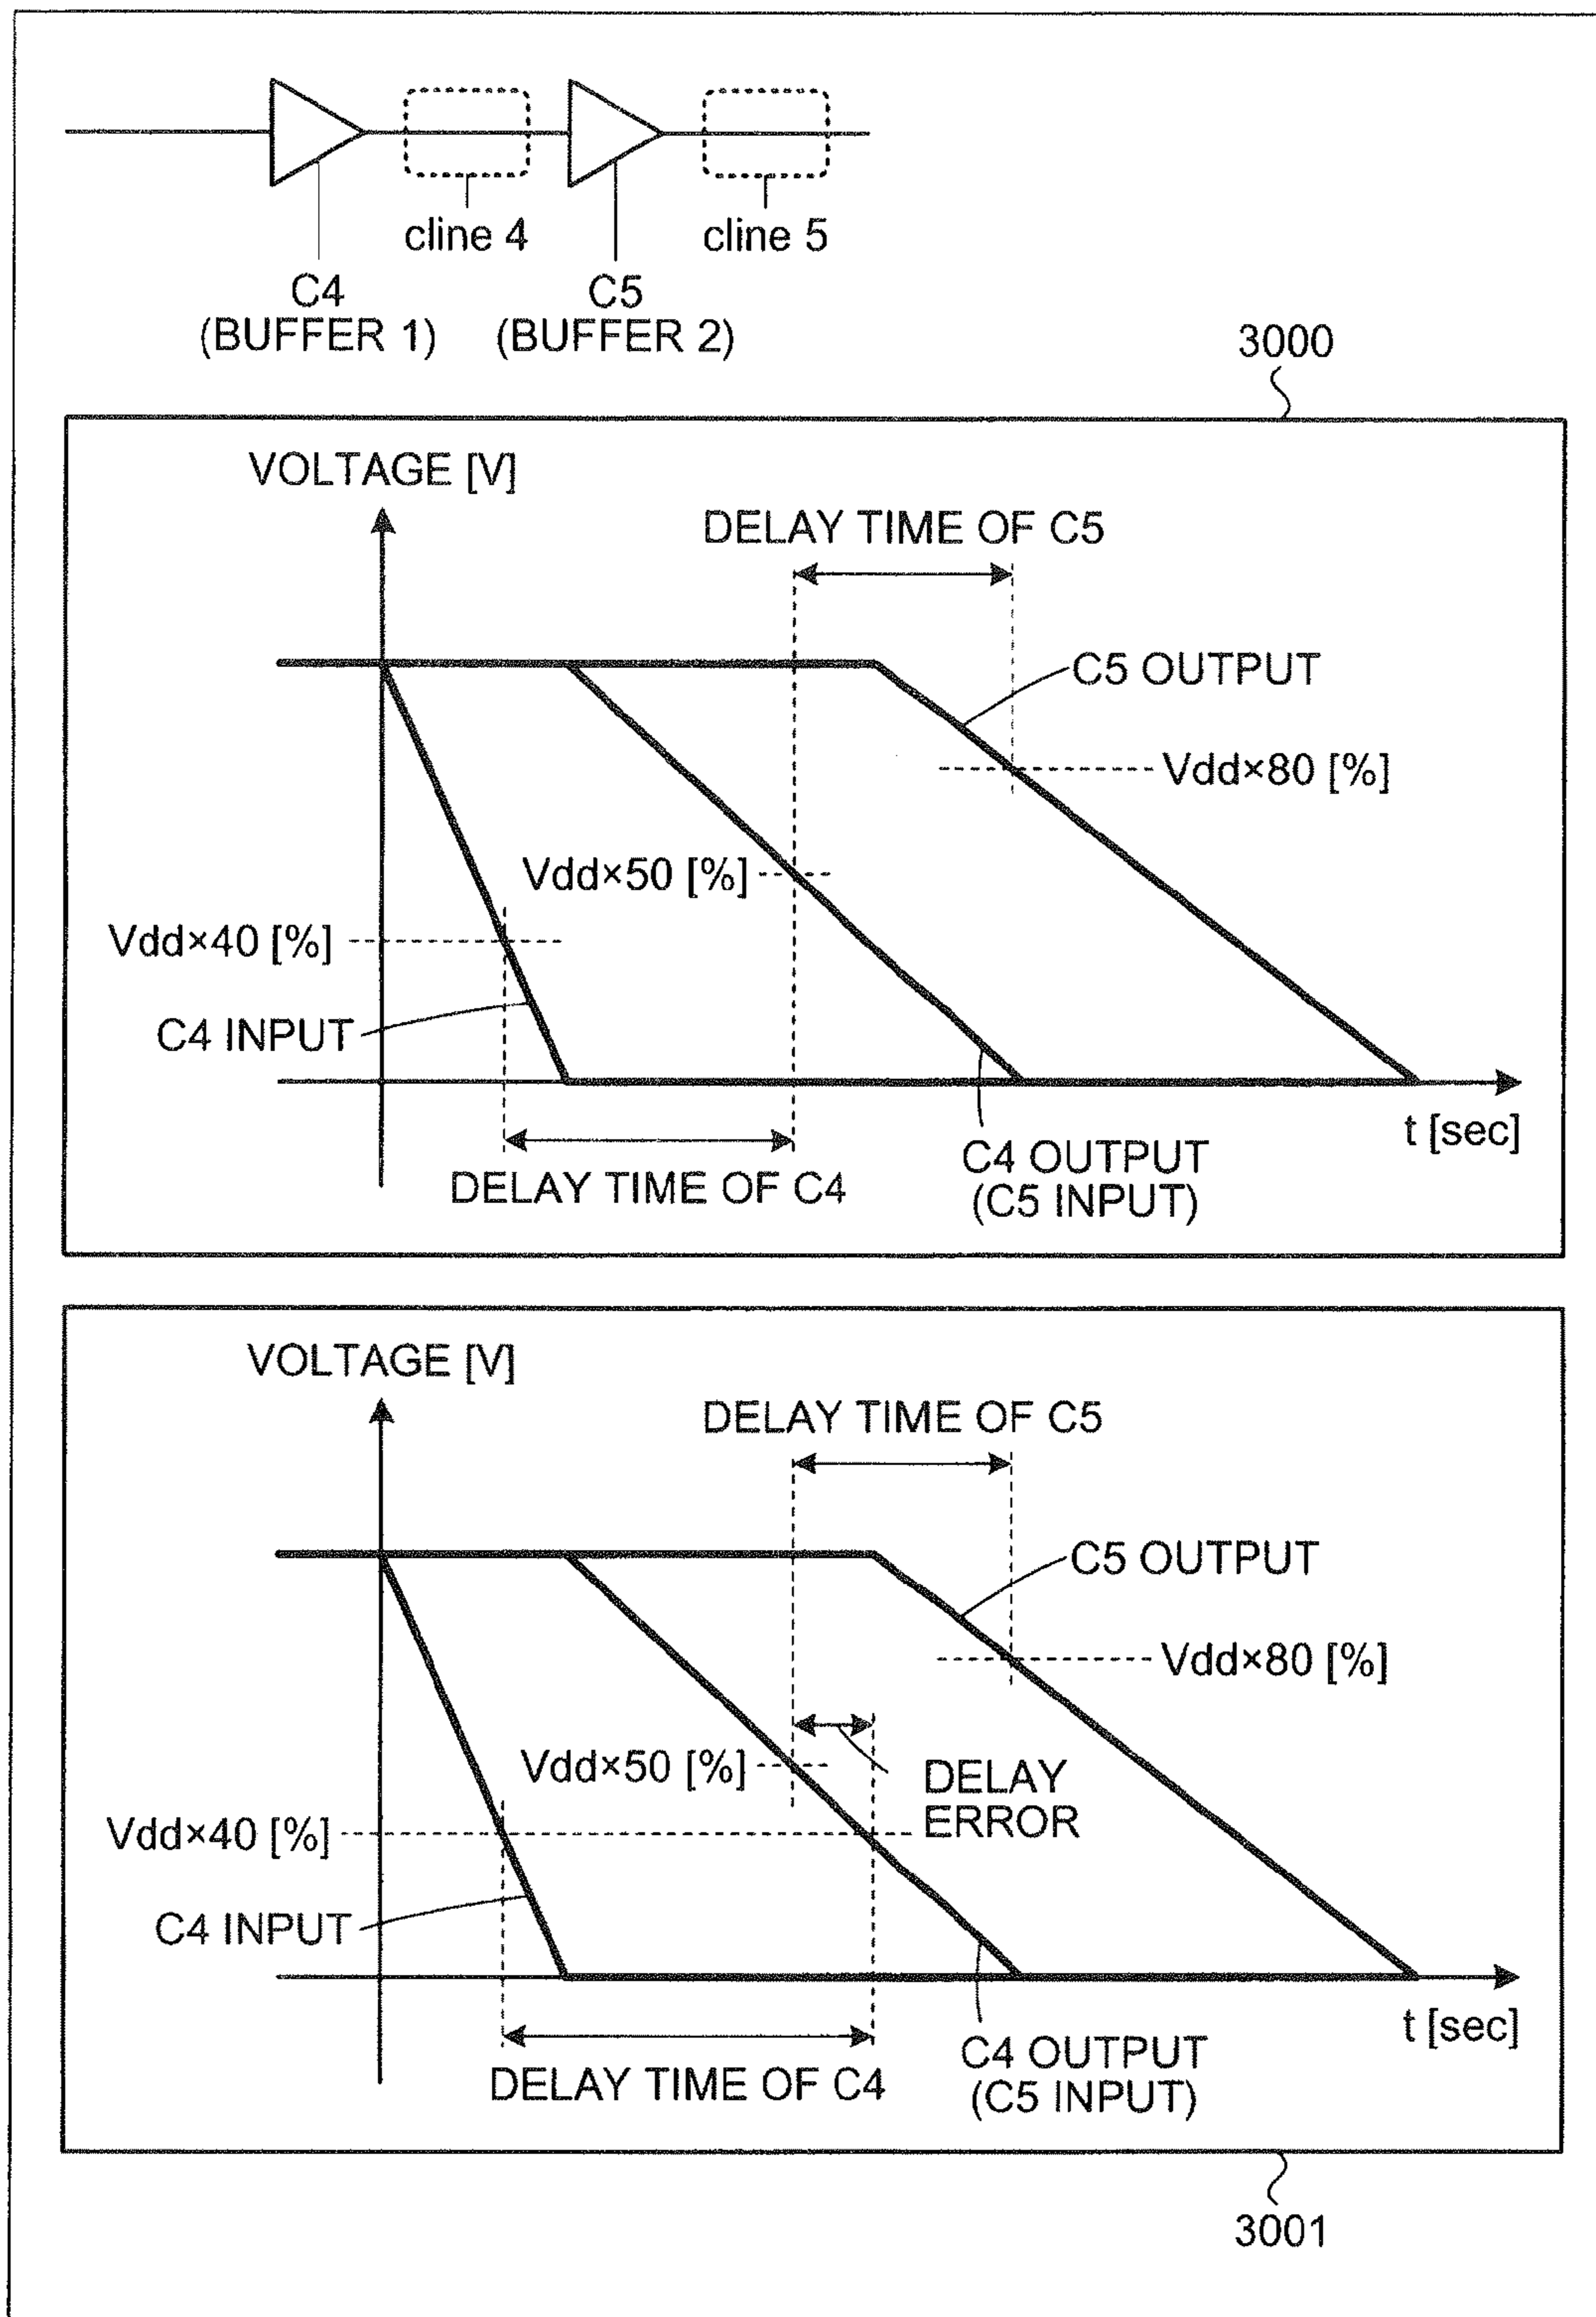 cline 4
cline 5
C4
(BUFFER 1)
C5
(BUFFER 2)
3000
VOLTAGE [V]
DELAY TIME OF C5
C5 OUTPUT
Vdd×80 [%]
Vdd×50 [%]
Vdd×40 [%]
C4 INPUT
t [sec]
C4 OUTPUT
(C5 INPUT)
DELAY TIME OF C4
VOLTAGE [V]
DELAY TIME OF C5
C5 OUTPUT
Vdd×80 [%]
Vdd×50 [%]
DELAY
ERROR
Vdd×40 [%]
C4 INPUT
t [sec]
C4 OUTPUT
(C5 INPUT)
DELAY TIME OF C4
3001